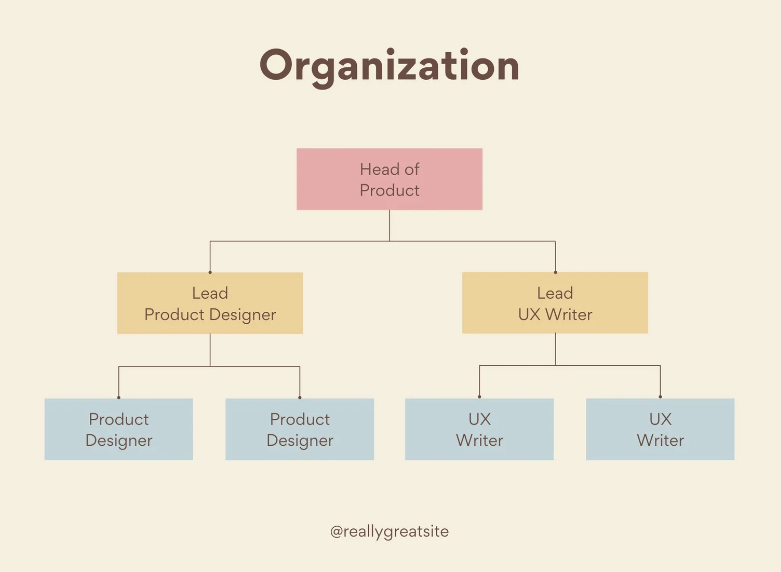 Organization
Head of
Product
Lead
Product Designer
Lead
UX Writer
Product
Designer
Product
Designer
UX
Writer
UX
Writer
@reallygreatsite